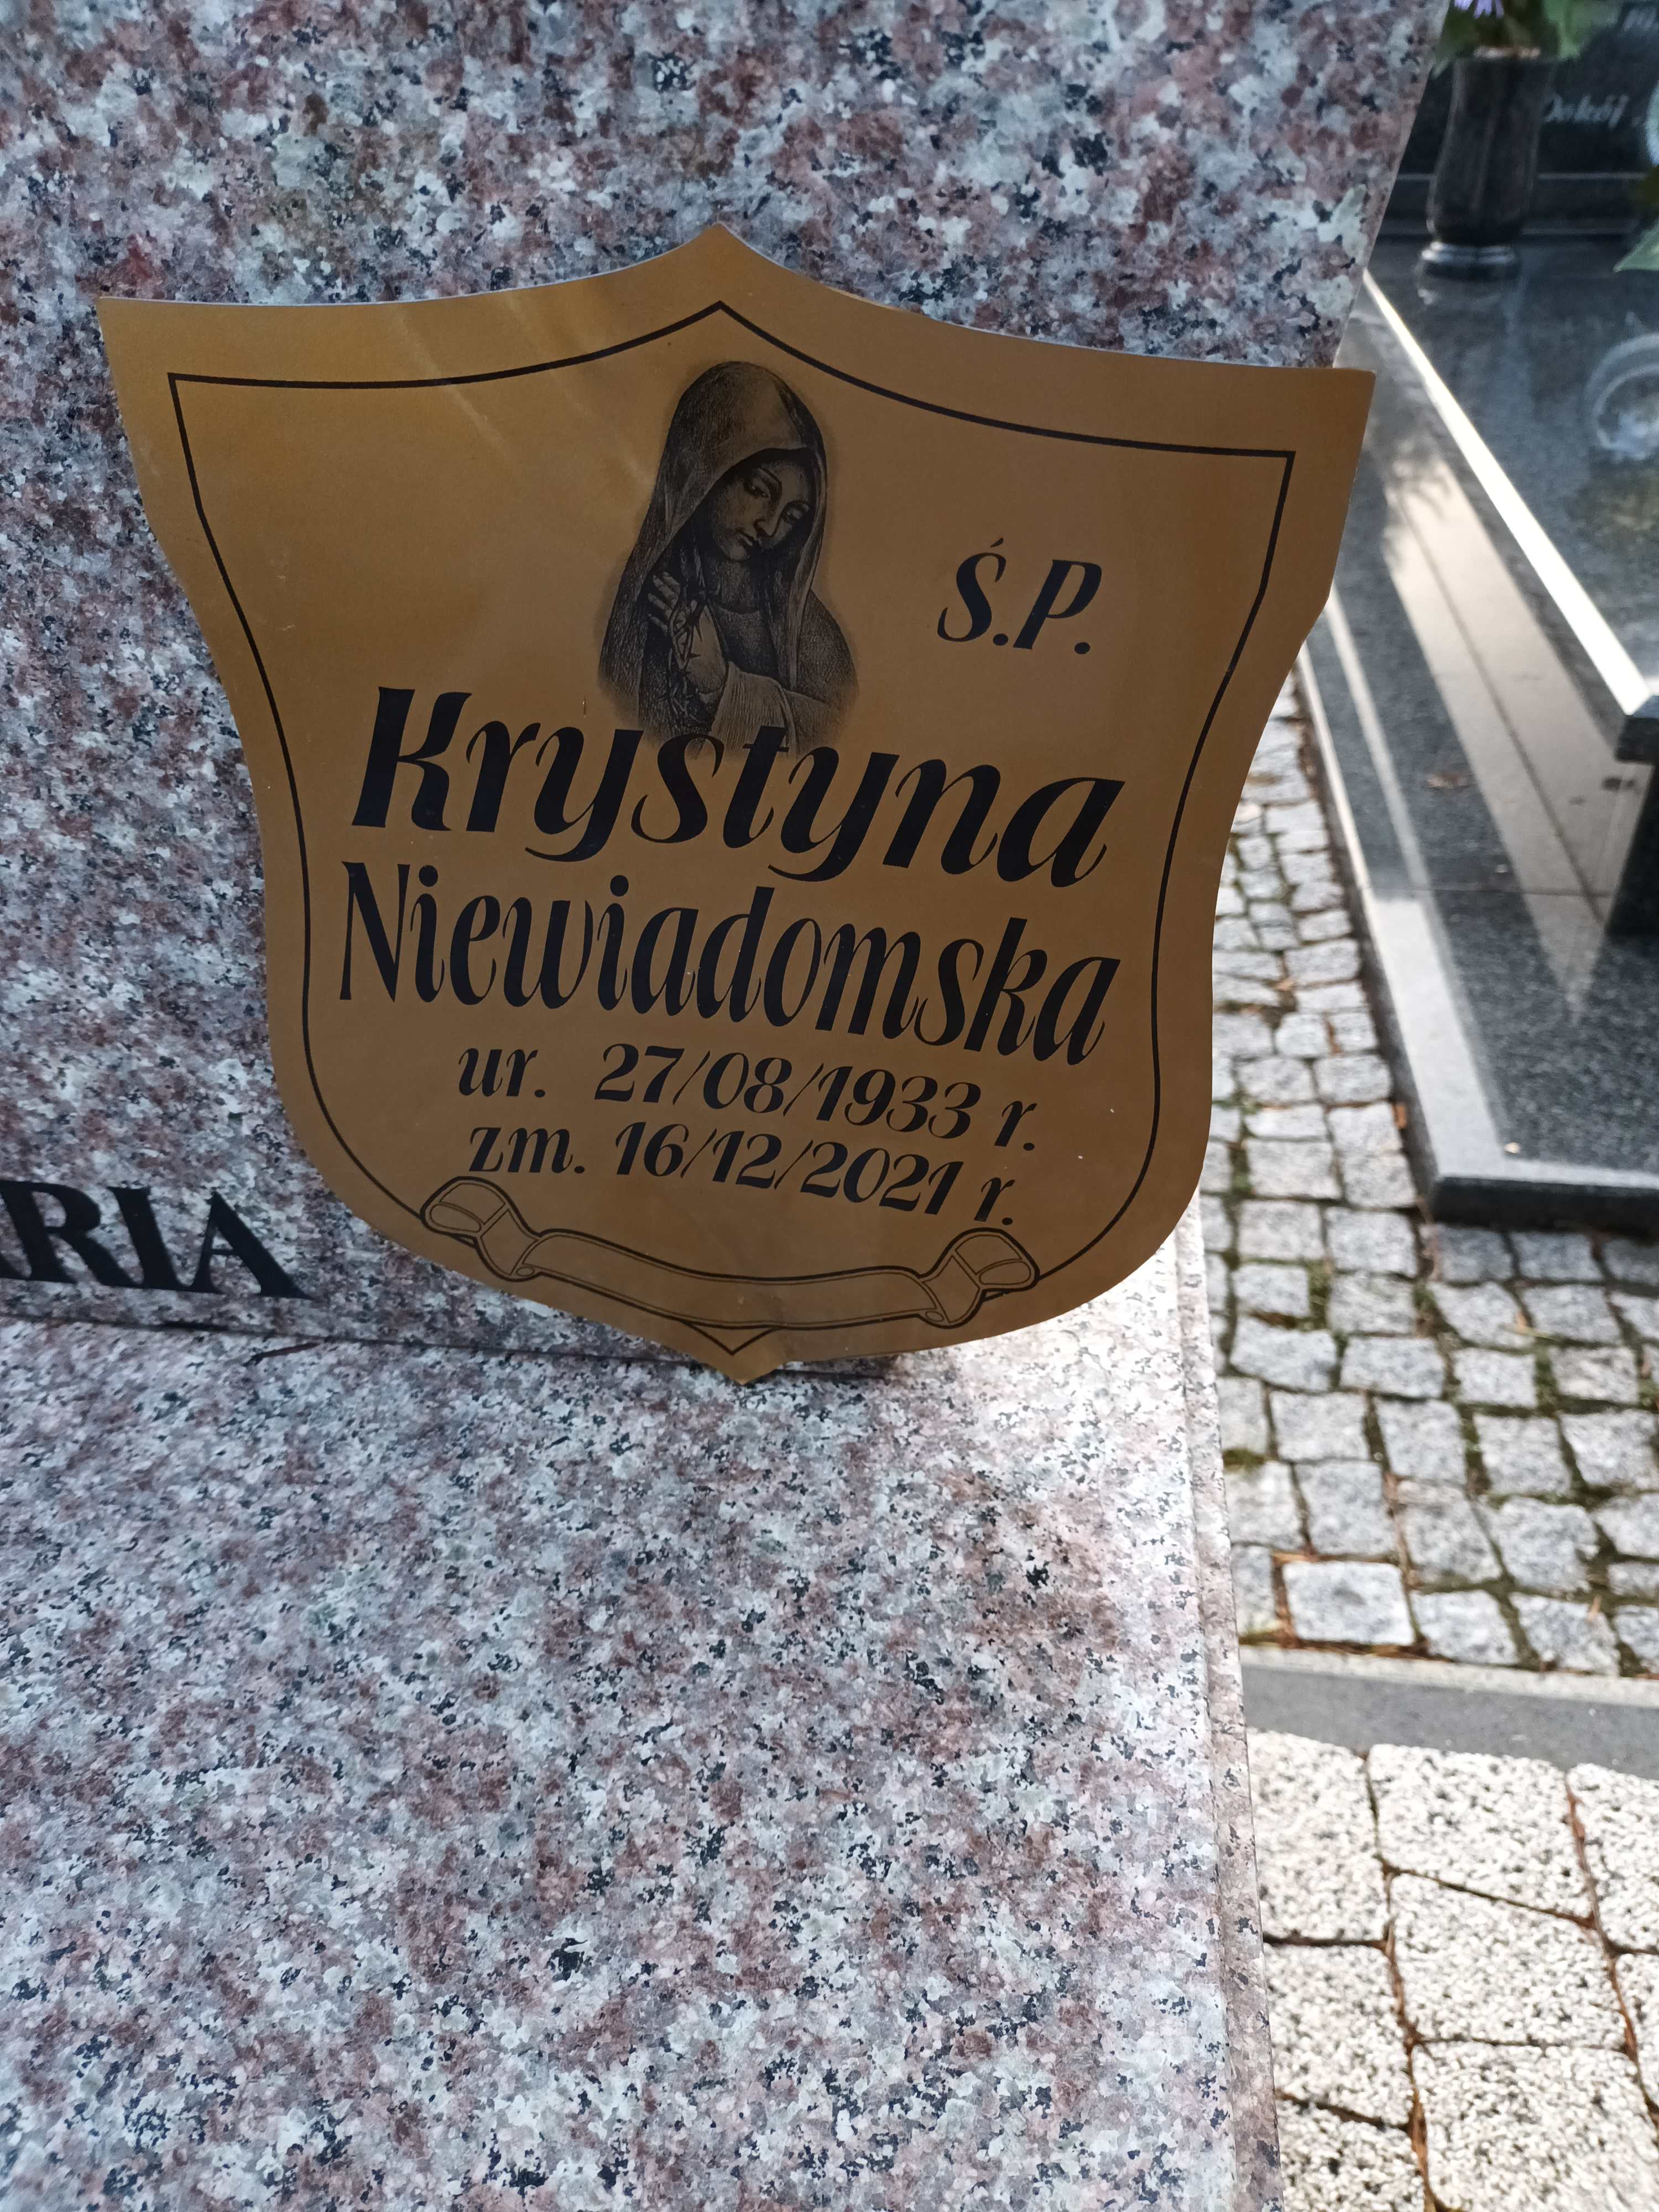 Ś.P.
Krystyna
Niewiadomska
ur. 27/08/1933 r.
zm. 16/12/2021 r.
RIA